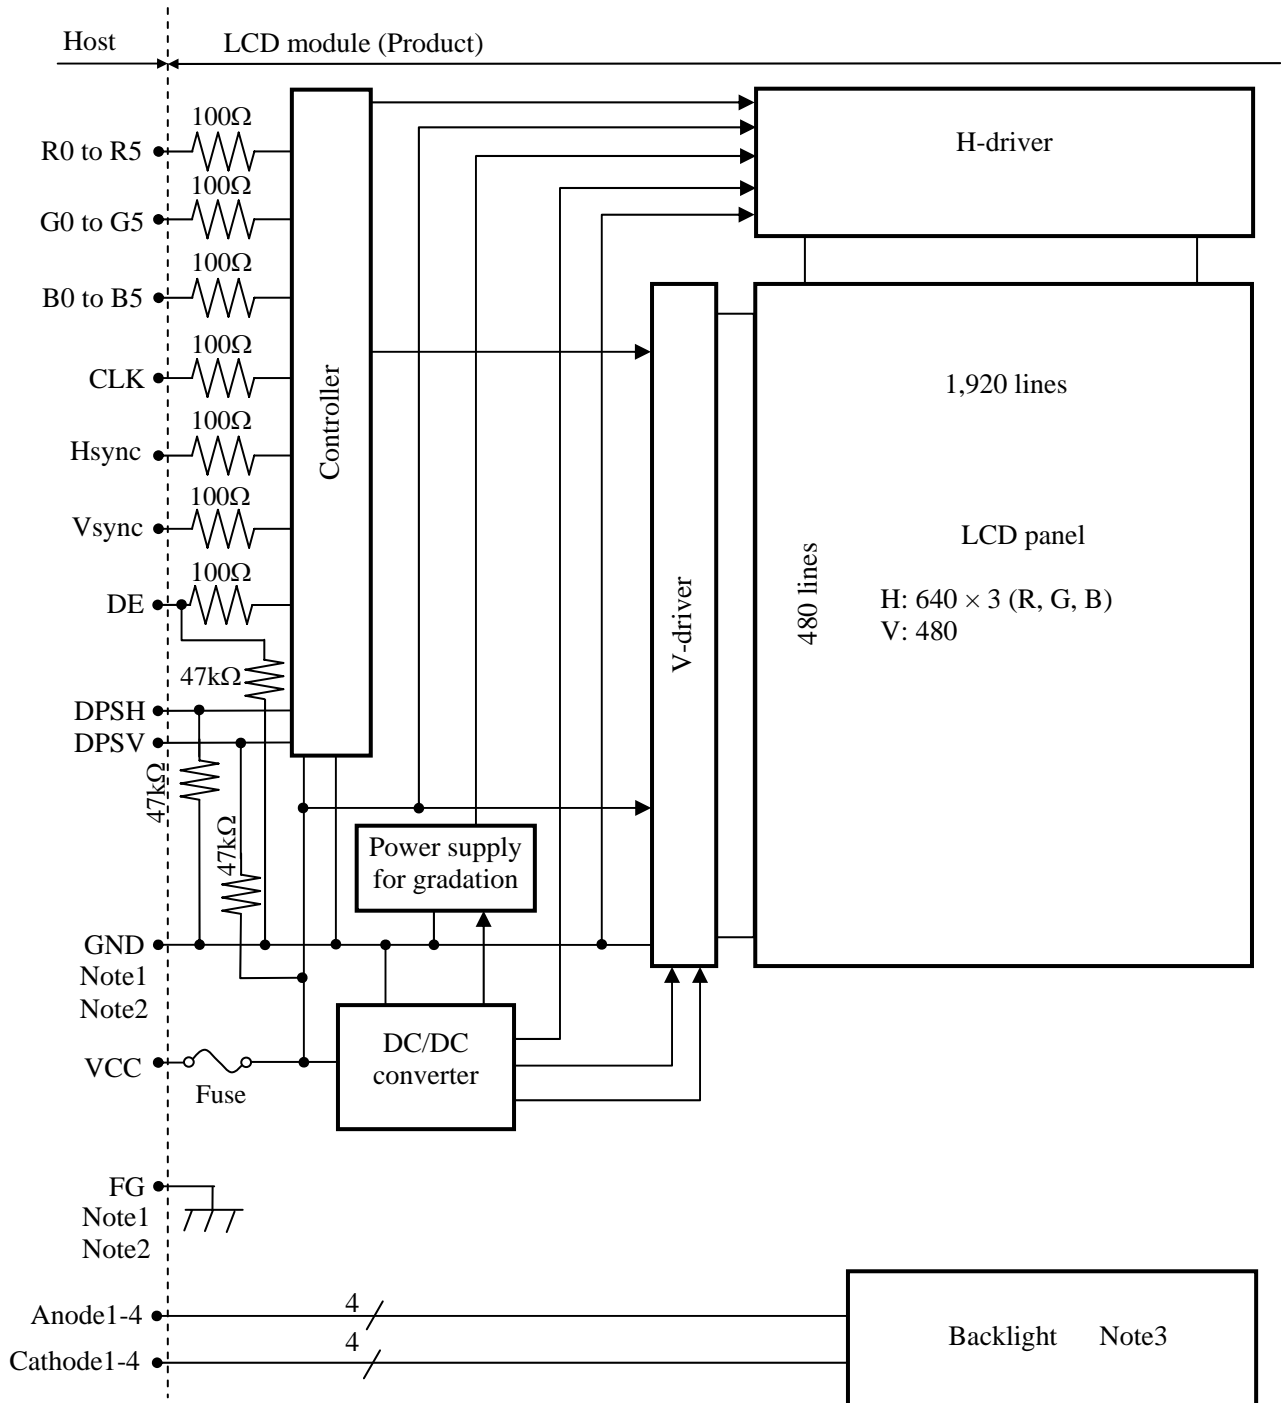 Host
LCD module (Product)
100Ω
R0 to R5
100Ω
G0 to G5
100Ω
B0 to B5
100Ω
CLK
100Ω
Hsync
100Ω
Vsync
100Ω
DE
47kΩ
DPSH
DPSV
47kΩ
47kΩ
GND
Note1
Note2
VCC
Fuse
FG
Note1
Note2
Anode1-4
4
Cathode1-4
4
Controller
Power supply
for gradation
DC/DC
converter
V-driver
H-driver
1,920 lines
480 lines
LCD panel
H: 640 × 3 (R, G, B)
V: 480
Backlight Note3